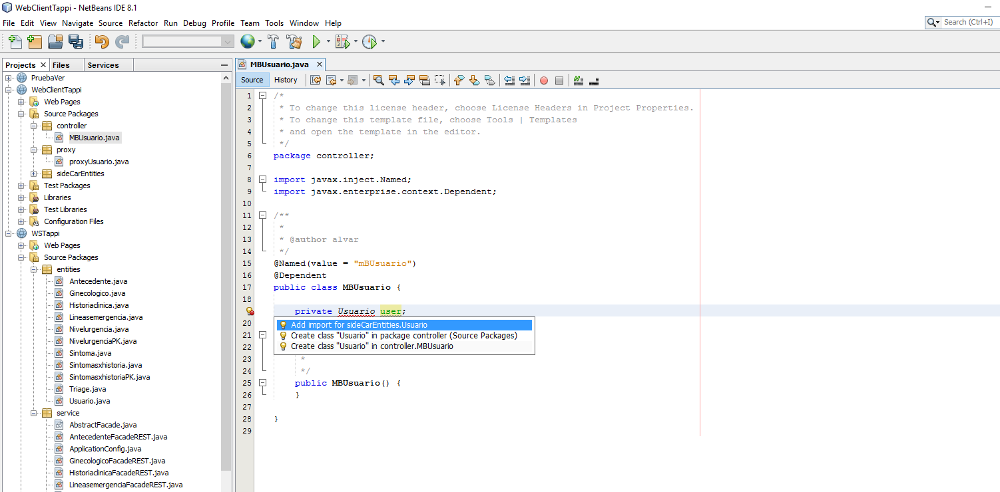 WebClientTappi - NetBeans IDE 8.1
File Edit View Navigate Source Refactor Run Debug Profile Team Tools Window Help
Search (Ctrl+I)
Projects Files Services
PruebaVer
WebClientTappi
Web Pages
Source Packages
controller
MBUsuario.java
proxy
proxyUsuario.java
sideCarEntities
Test Packages
Libraries
Test Libraries
Configuration Files
WSTappi
Web Pages
Source Packages
entities
Antecedente.java
Ginecologico.java
Historiaclinica.java
Lineasemergencia.java
Nivelurgencia.java
NivelurgenciaPK.java
Sintoma.java
Sintomasxhistoria.java
SintomasxhistoriaPK.java
Triage.java
Usuario.java
service
AbstractFacade.java
AntecedenteFacadeREST.java
ApplicationConfig.java
GinecologicoFacadeREST.java
HistoriaclinicaFacadeREST.java
LineasemergenciaFacadeREST.java
MBUsuario.java
Source History
1 /*
2 * To change this license header, choose License Headers in Project Properties.
3 * To change this template file, choose Tools | Templates
4 * and open the template in the editor.
5 */
6 package controller;
7
8 import javax.inject.Named;
9 import javax.enterprise.context.Dependent;
10
11 /**
12 *
13 * @author alvar
14 */
15 @Named(value = "mBUsuario")
16 @Dependent
17 public class MBUsuario {
18
private Usuario user;
20
Add import for sideCarEntities.Usuario
21
Create class "Usuario" in package controller (Source Packages)
22
Create class "Usuario" in controller.MBUsuario
23 *
24 */
25 public MBUsuario() {
26 }
27
28 }
29